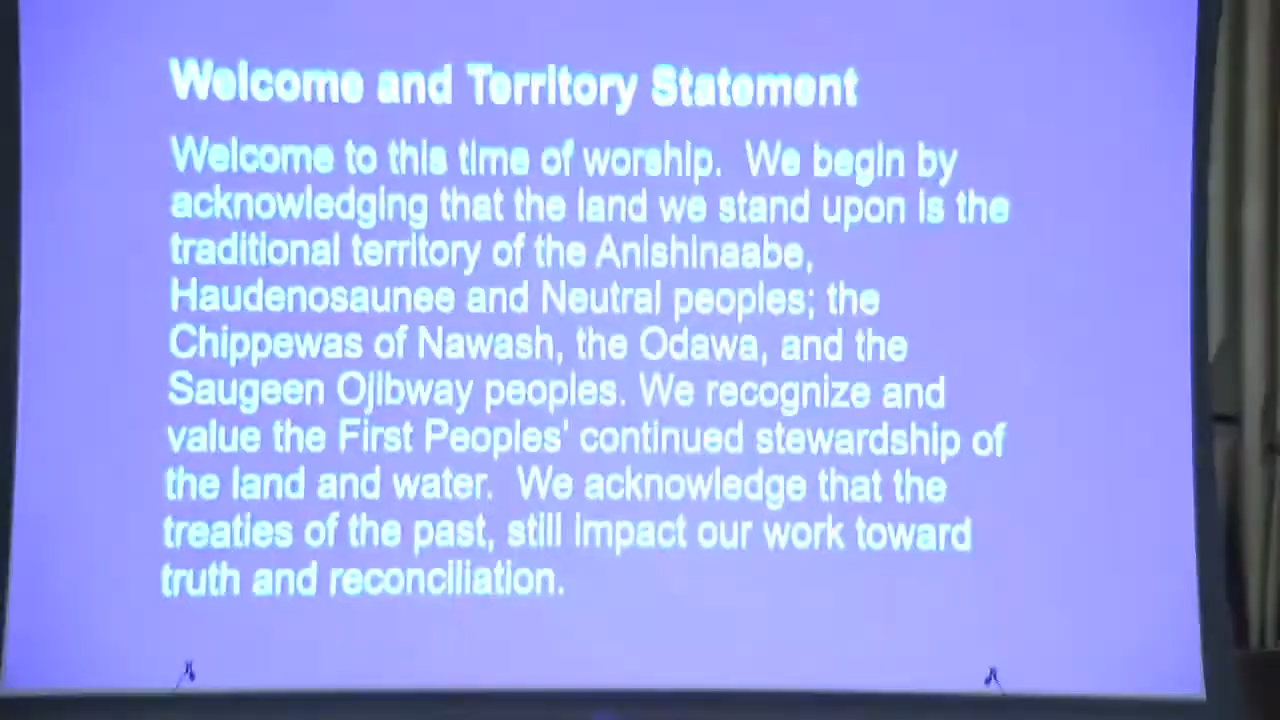 Welcome and Territory Statement
Welcome to this time of worship.  We begin by
acknowledging that the land we stand upon is the
traditional territory of the Anishinaabe,
Haudenosaunee and Neutral peoples; the
Chippewas of Nawash, the Odawa, and the
Saugeen Ojibway peoples. We recognize and
value the First Peoples' continued stewardship of
the land and water.  We acknowledge that the
treaties of the past, still impact our work toward
truth and reconciliation.